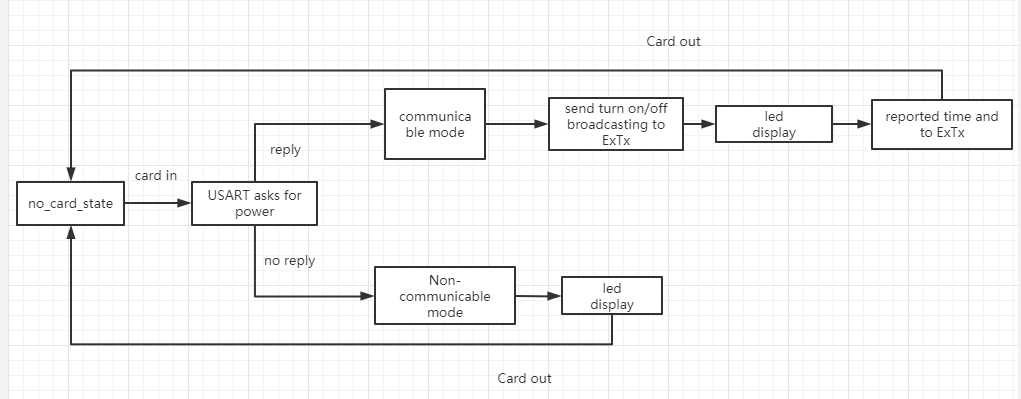 Card out
communica
ble mode
send turn on/off
broadcasting to
ExTx
led
display
reported time and
to ExTx
reply
card in
no_card_state
USART asks for
power
no reply
Non-
communicable
mode
led
display
Card out